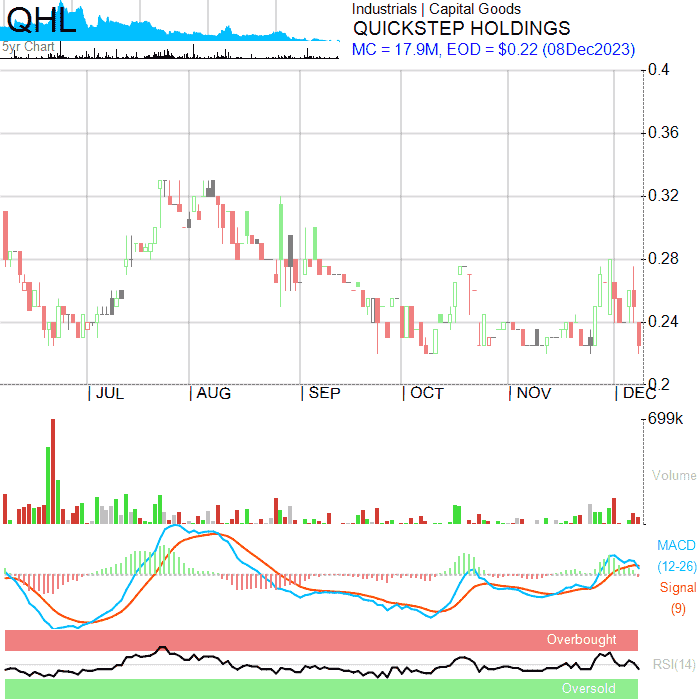 QHL
5yr Chart
Industrials | Capital Goods
QUICKSTEP HOLDINGS
MC = 17.9M, EOD = $0.22 (08Dec2023)
0.4
0.36
0.32
0.28
0.24
0.2
JUL AUG SEP OCT NOV DEC
699k
Volume
MACD
(12-26)
Signal
(9)
Overbought
RSI(14)
Oversold